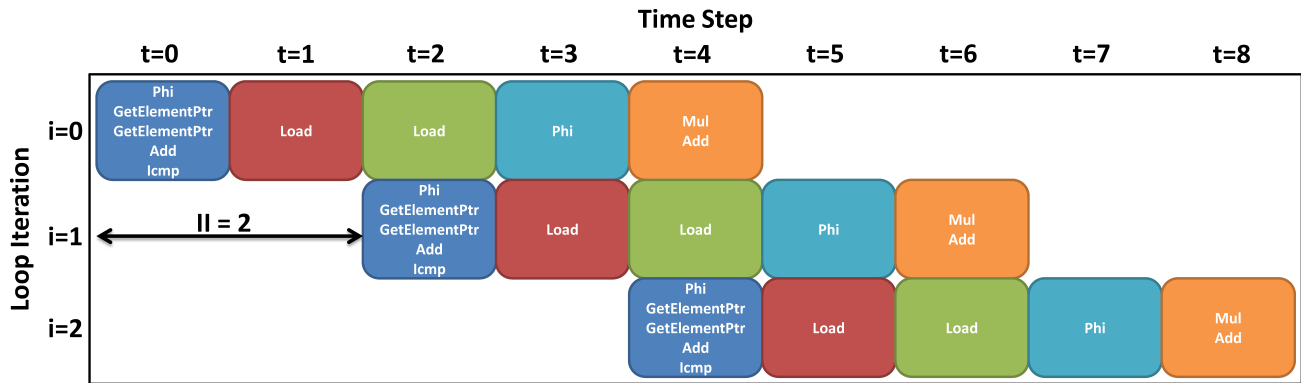 Time Step
t=0 t=1 t=2 t=3 t=4 t=5 t=6 t=7 t=8
Loop Iteration
i=0
Phi
GetElementPtr
GetElementPtr
Add
Icmp
Load
Load
Phi
Mul
Add
i=1
II = 2
Phi
GetElementPtr
GetElementPtr
Add
Icmp
Load
Load
Phi
Mul
Add
i=2
Phi
GetElementPtr
GetElementPtr
Add
Icmp
Load
Load
Phi
Mul
Add